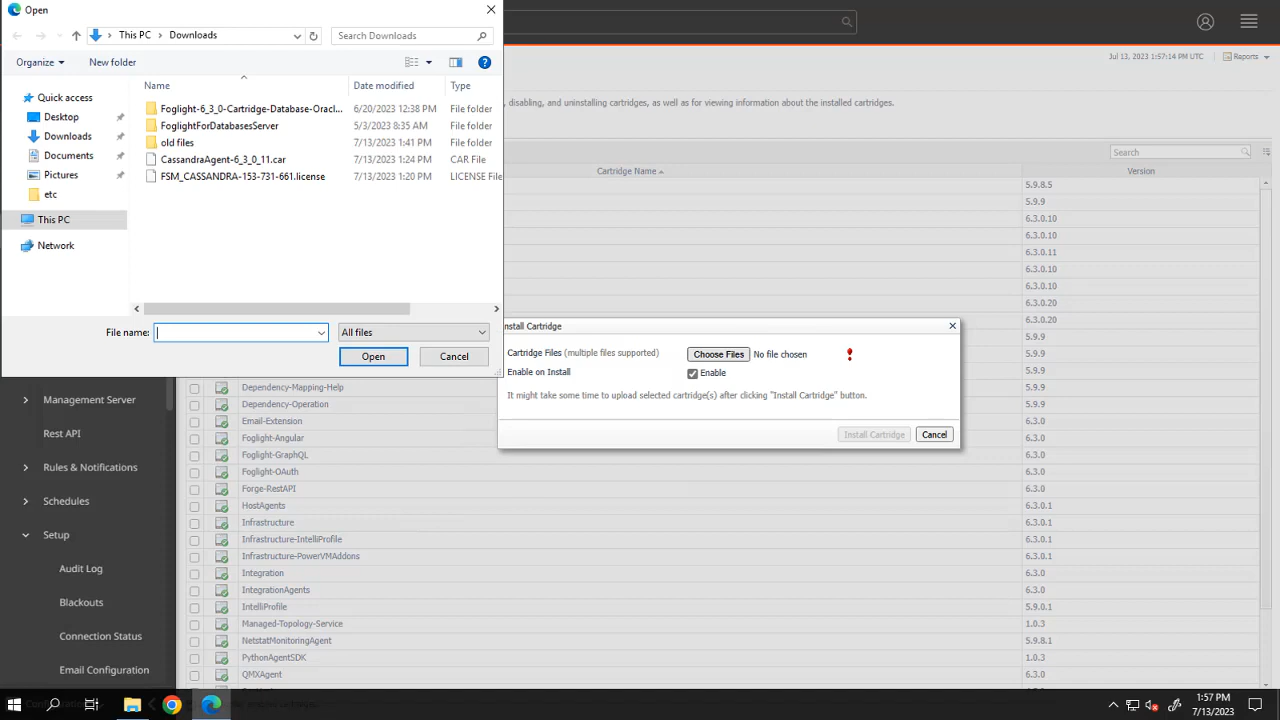 Open
This PC
Downloads
Search Downloads
Organize
New folder
Name
Date modified
Type
Quick access
Desktop
Downloads
Documents
Pictures
etc
This PC
Network
Foglight-6_3_0-Cartridge-Database-Oracl... 6/20/2023 12:38 PM File folder
FoglightForDatabasesServer 5/3/2023 8:35 AM File folder
old files 7/13/2023 1:41 PM File folder
CassandraAgent-6_3_0_11.car 7/13/2023 1:24 PM CAR File
FSM_CASSANDRA-153-731-661.license 7/13/2023 1:20 PM LICENSE File
File name:
All files
Open Cancel
Jul 13, 2023 1:57:14 PM UTC Reports
, disabling, and uninstalling cartridges, as well as for viewing information about the installed cartridges.
Search
Cartridge Name Version
5.9.8.5
5.9.9
6.3.0.10
6.3.0.10
6.3.0.11
6.3.0.10
6.3.0.10
6.3.0.20
6.3.0.20
5.9.9
5.9.9
5.9.9
nstall Cartridge
Cartridge Files (multiple files supported) Choose Files No file chosen
Enable on Install Enable
It might take some time to upload selected cartridge(s) after clicking "Install Cartridge" button.
Install Cartridge Cancel
Management Server
Rest API
Rules & Notifications
Schedules
Setup
Audit Log
Blackouts
Connection Status
Email Configuration
Dependency-Mapping-Help 5.9.9
Dependency-Operation 5.9.9
Email-Extension 6.3.0
Foglight-Angular 6.3.0
Foglight-GraphQL 6.3.0
Foglight-OAuth 6.3.0
Forge-RestAPI 6.3.0
HostAgents 6.3.0.1
Infrastructure 6.3.0.1
Infrastructure-IntelliProfile 6.3.0.1
Infrastructure-PowerVMAddons 6.3.0.1
Integration 6.3.0
IntegrationAgents 6.3.0
IntelliProfile 5.9.0.1
Managed-Topology-Service 1.0.3
NetstatMonitoringAgent 5.9.8.1
PythonAgentSDK 1.0.3
QMXAgent 6.3.0
1:57 PM
7/13/2023